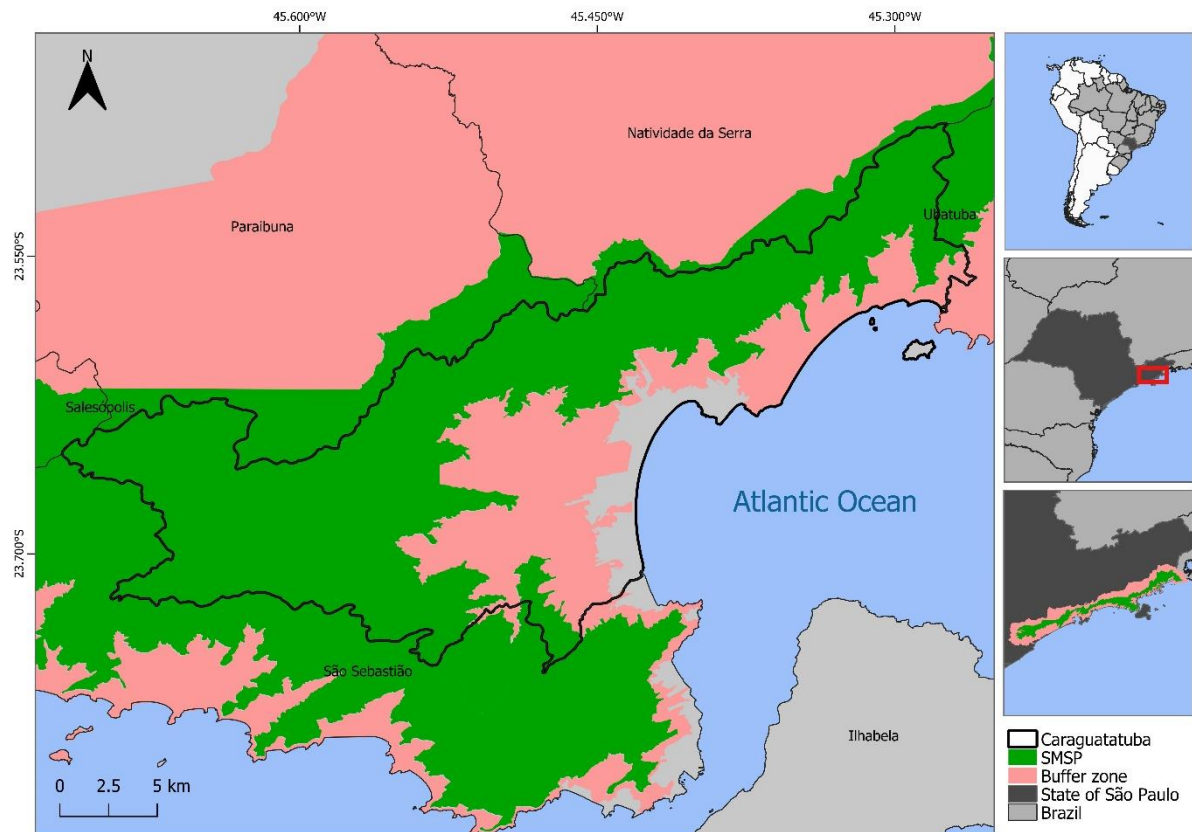 45.600°W
45.450°W
45.300°W
N
Natividade da Serra
Paraibuna
Ubatuba
23.550°S
Salesópolis
Atlantic Ocean
23.700°S
São Sebastião
Ilhabela
0 2.5 5 km
Caraguatatuba
SMSP
Buffer zone
State of São Paulo
Brazil